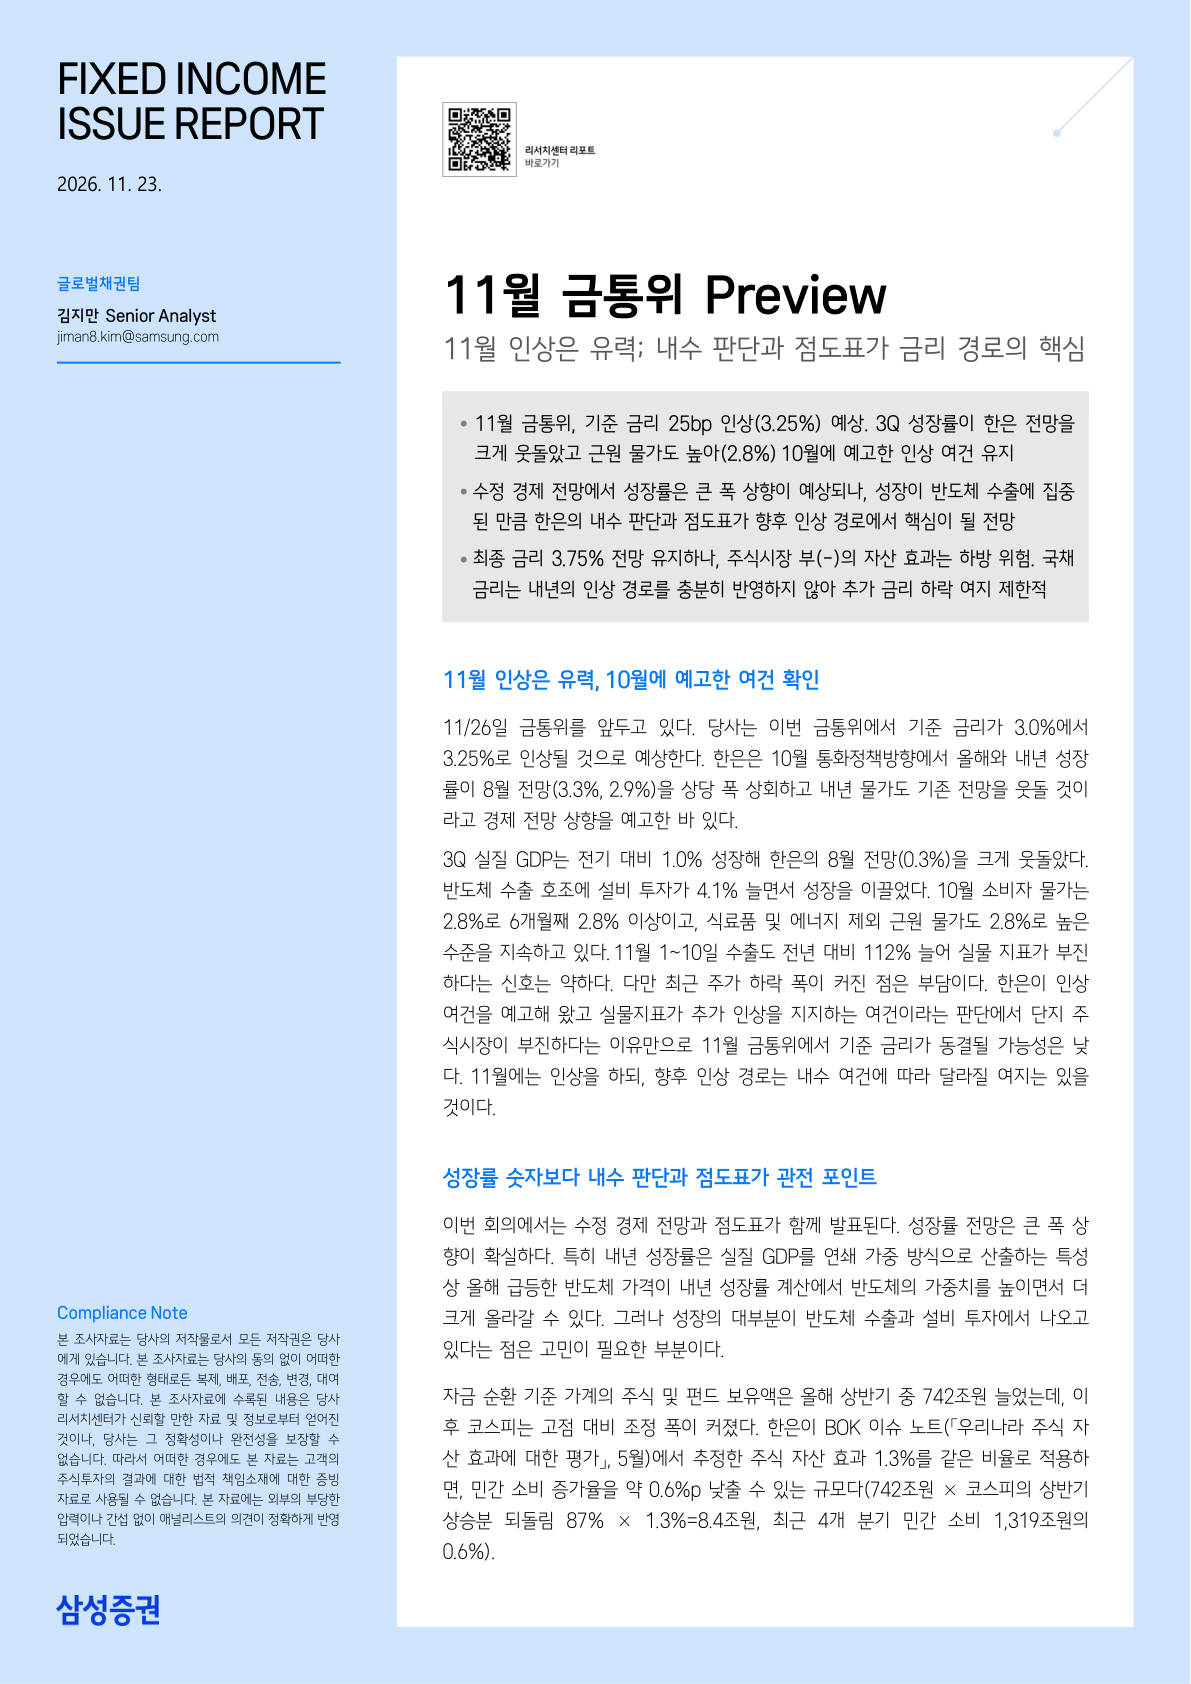 FIXED INCOME
ISSUE REPORT
2026. 11. 23.
글로벌채권팀
김지만 Senior Analyst
jiman8.kim@samsung.com
리서치센터 리포트
바로가기
11월 금통위 Preview
11월 인상은 유력; 내수 판단과 점도표가 금리 경로의 핵심
• 11월 금통위, 기준 금리 25bp 인상(3.25%) 예상. 3Q 성장률이 한은 전망을
크게 웃돌았고 근원 물가도 높아(2.8%) 10월에 예고한 인상 여건 유지
• 수정 경제 전망에서 성장률은 큰 폭 상향이 예상되나, 성장이 반도체 수출에 집중
된 만큼 한은의 내수 판단과 점도표가 향후 인상 경로에서 핵심이 될 전망
• 최종 금리 3.75% 전망 유지하나, 주식시장 부(-)의 자산 효과는 하방 위험. 국채
금리는 내년의 인상 경로를 충분히 반영하지 않아 추가 금리 하락 여지 제한적
11월 인상은 유력, 10월에 예고한 여건 확인
11/26일 금통위를 앞두고 있다. 당사는 이번 금통위에서 기준 금리가 3.0%에서
3.25%로 인상될 것으로 예상한다. 한은은 10월 통화정책방향에서 올해와 내년 성장
률이 8월 전망(3.3%, 2.9%)을 상당 폭 상회하고 내년 물가도 기존 전망을 웃돌 것이
라고 경제 전망 상향을 예고한 바 있다.
3Q 실질 GDP는 전기 대비 1.0% 성장해 한은의 8월 전망(0.3%)을 크게 웃돌았다.
반도체 수출 호조에 설비 투자가 4.1% 늘면서 성장을 이끌었다. 10월 소비자 물가는
2.8%로 6개월째 2.8% 이상이고, 식료품 및 에너지 제외 근원 물가도 2.8%로 높은
수준을 지속하고 있다. 11월 1~10일 수출도 전년 대비 112% 늘어 실물 지표가 부진
하다는 신호는 약하다. 다만 최근 주가 하락 폭이 커진 점은 부담이다. 한은이 인상
여건을 예고해 왔고 실물지표가 추가 인상을 지지하는 여건이라는 판단에서 단지 주
식시장이 부진하다는 이유만으로 11월 금통위에서 기준 금리가 동결될 가능성은 낮
다. 11월에는 인상을 하되, 향후 인상 경로는 내수 여건에 따라 달라질 여지는 있을
것이다.
성장률 숫자보다 내수 판단과 점도표가 관전 포인트
이번 회의에서는 수정 경제 전망과 점도표가 함께 발표된다. 성장률 전망은 큰 폭 상
향이 확실하다. 특히 내년 성장률은 실질 GDP를 연쇄 가중 방식으로 산출하는 특성
상 올해 급등한 반도체 가격이 내년 성장률 계산에서 반도체의 가중치를 높이면서 더
크게 올라갈 수 있다. 그러나 성장의 대부분이 반도체 수출과 설비 투자에서 나오고
있다는 점은 고민이 필요한 부분이다.
자금 순환 기준 가계의 주식 및 펀드 보유액은 올해 상반기 중 742조원 늘었는데, 이
후 코스피는 고점 대비 조정 폭이 커졌다. 한은이 BOK 이슈 노트(｢우리나라 주식 자
산 효과에 대한 평가｣, 5월)에서 추정한 주식 자산 효과 1.3%를 같은 비율로 적용하
면, 민간 소비 증가율을 약 0.6%p 낮출 수 있는 규모다(742조원 × 코스피의 상반기
상승분 되돌림 87% × 1.3%=8.4조원, 최근 4개 분기 민간 소비 1,319조원의
0.6%).
Compliance Note
본 조사자료는 당사의 저작물로서 모든 저작권은 당사
에게 있습니다. 본 조사자료는 당사의 동의 없이 어떠한
경우에도 어떠한 형태로든 복제, 배포, 전송, 변경, 대여
할 수 없습니다. 본 조사자료에 수록된 내용은 당사
리서치센터가 신뢰할 만한 자료 및 정보로부터 얻어진
것이나, 당사는 그 정확성이나 완전성을 보장할 수
없습니다. 따라서 어떠한 경우에도 본 자료는 고객의
주식투자의 결과에 대한 법적 책임소재에 대한 증빙
자료로 사용될 수 없습니다. 본 자료에는 외부의 부당한
압력이나 간섭 없이 애널리스트의 의견이 정확하게 반영
되었습니다.
삼성증권